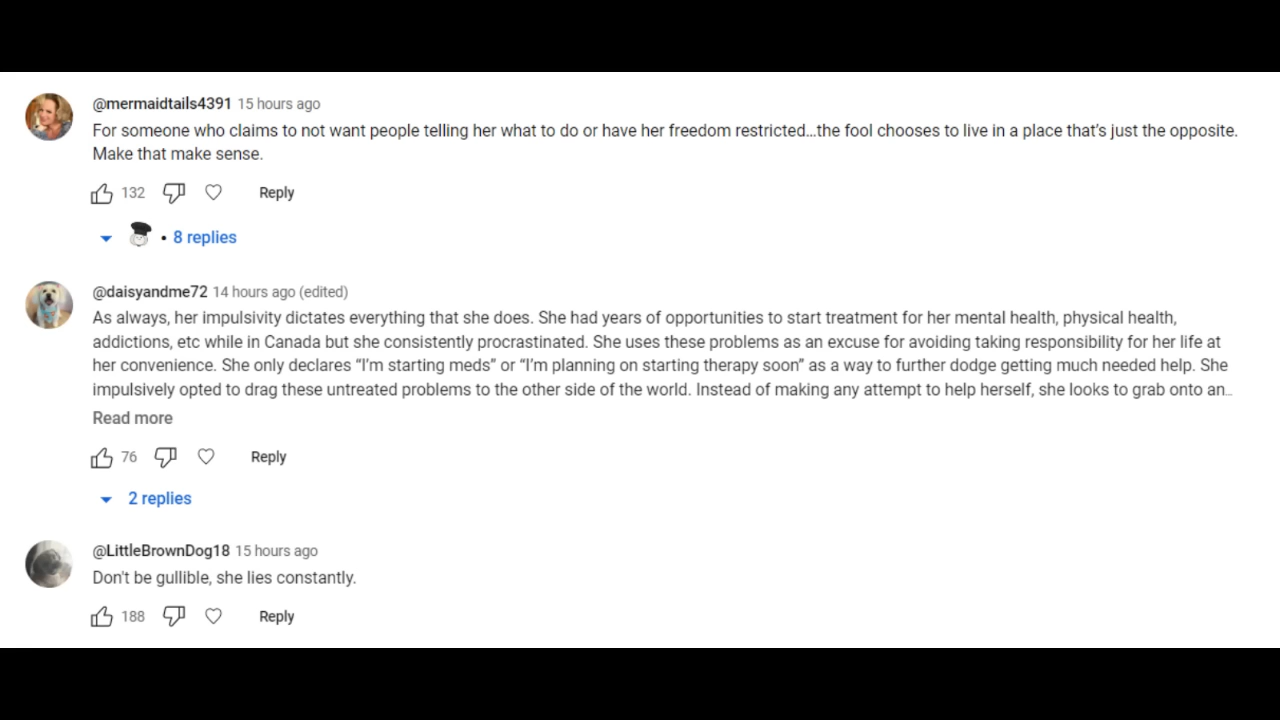 @mermaidtails4391 15 hours ago
For someone who claims to not want people telling her what to do or have her freedom restricted...the fool chooses to live in a place that's just the opposite.
Make that make sense.
132 Reply
• 8 replies
@daisyandme72 14 hours ago (edited)
As always, her impulsivity dictates everything that she does. She had years of opportunities to start treatment for her mental health, physical health,
addictions, etc while in Canada but she consistently procrastinated. She uses these problems as an excuse for avoiding taking responsibility for her life at
her convenience. She only declares “I’m starting meds” or “I’m planning on starting therapy soon” as a way to further dodge getting much needed help. She
impulsively opted to drag these untreated problems to the other side of the world. Instead of making any attempt to help herself, she looks to grab onto an...
Read more
76 Reply
2 replies
@LittleBrownDog18 15 hours ago
Don't be gullible, she lies constantly.
188 Reply